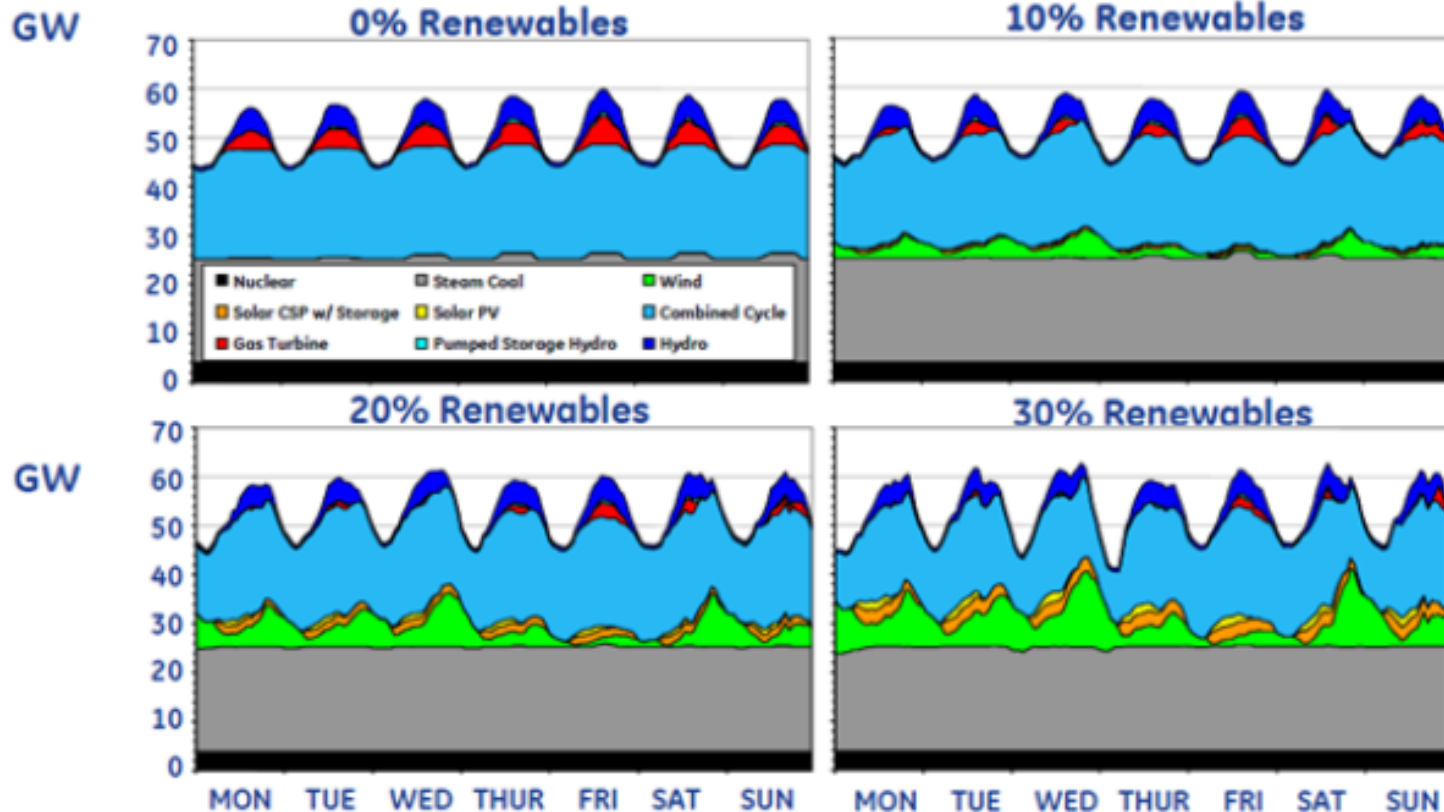 GW
0% Renewables
10% Renewables
70
60
50
40
30
20
10
0
Nuclear
Steam Coal
Wind
Solar CSP w/ Storage
Solar PV
Combined Cycle
Gas Turbine
Pumped Storage Hydro
Hydro
GW
20% Renewables
30% Renewables
70
60
50
40
30
20
10
0
MON TUE WED THUR FRI SAT SUN
MON TUE WED THUR FRI SAT SUN